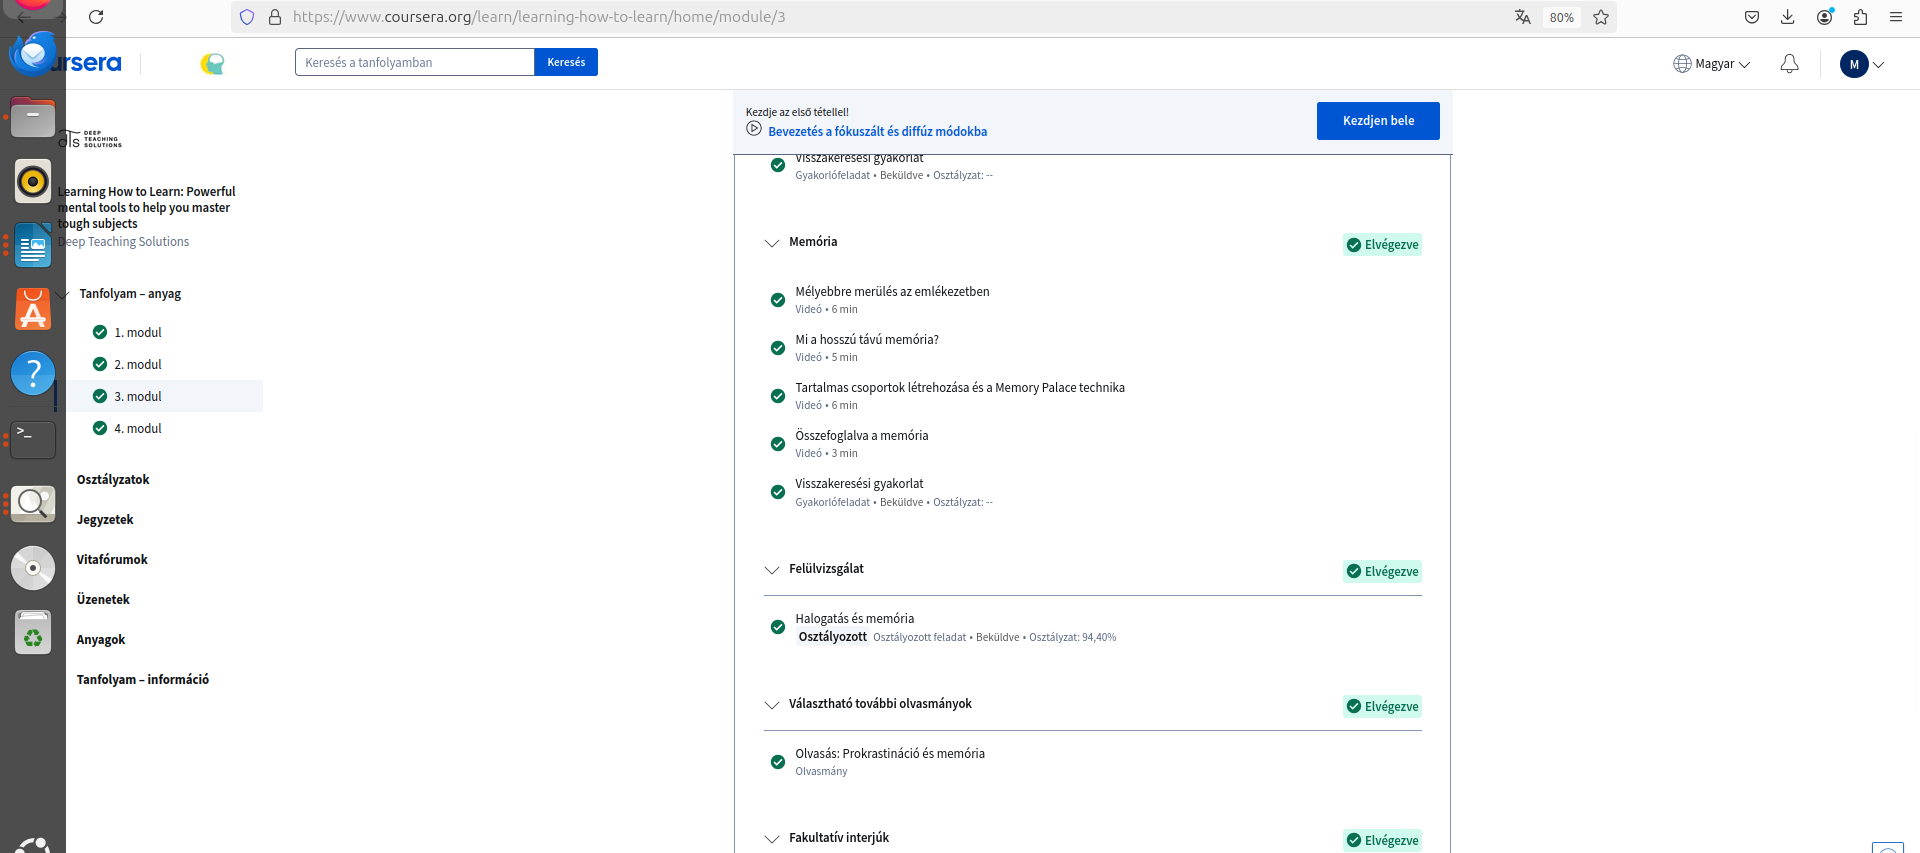 https://www.coursera.org/learn/learning-how-to-learn/home/module/3
80%
ursera
Keresés a tanfolyamban
Keresés
Magyar
M
DEEP
TEACHING
SOLUTIONS
Learning How to Learn: Powerful
mental tools to help you master
tough subjects
Deep Teaching Solutions
Tanfolyam – anyag
1. modul
2. modul
3. modul
4. modul
Osztályzatok
Jegyzetek
Vitafórumok
Üzenetek
Anyagok
Tanfolyam – információ
Kezdje az első tétellel!
Bevezetés a fókuszált és diffúz módokba
Kezdjen bele
Visszakeresési gyakorlat
Gyakorlófeladat • Beküldve • Osztályzat: --
Memória
Elvégezve
Mélyebbre merülés az emlékezetben
Videó • 6 min
Mi a hosszú távú memória?
Videó • 5 min
Tartalmas csoportok létrehozása és a Memory Palace technika
Videó • 6 min
Összefoglalva a memória
Videó • 3 min
Visszakeresési gyakorlat
Gyakorlófeladat • Beküldve • Osztályzat: --
Felülvizsgálat
Elvégezve
Halogatás és memória
Osztályozott Osztályozott feladat • Beküldve • Osztályzat: 94,40%
Választható további olvasmányok
Elvégezve
Olvasás: Prokrastináció és memória
Olvasmány
Fakultatív interjúk
Elvégezve